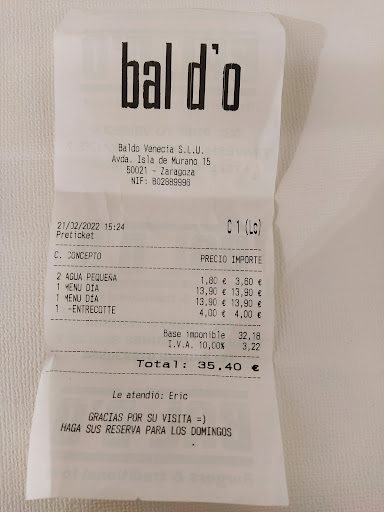 bal d'o
Baldo Venecia S.L.U.
Avda. Isla de Murano 15
50021 - Zaragoza
NIF: B02889998
21/02/2022 15:24 C 1 (Lc)
Preticket
C. CONCEPTO PRECIO IMPORTE
2 AGUA PEQUEÑA 1,80 € 3,60 €
1 MENU DIA 13,90 € 13,90 €
1 MENU DIA 13,90 € 13,90 €
1 -ENTRECOTTE 4,00 € 4,00 €
Base imponible 32,18
I.V.A. 10,00% 3,22
Total: 35,40 €
Le atendió: Eric
GRACIAS POR SU VISITA =)
HAGA SUS RESERVA PARA LOS DOMINGOS